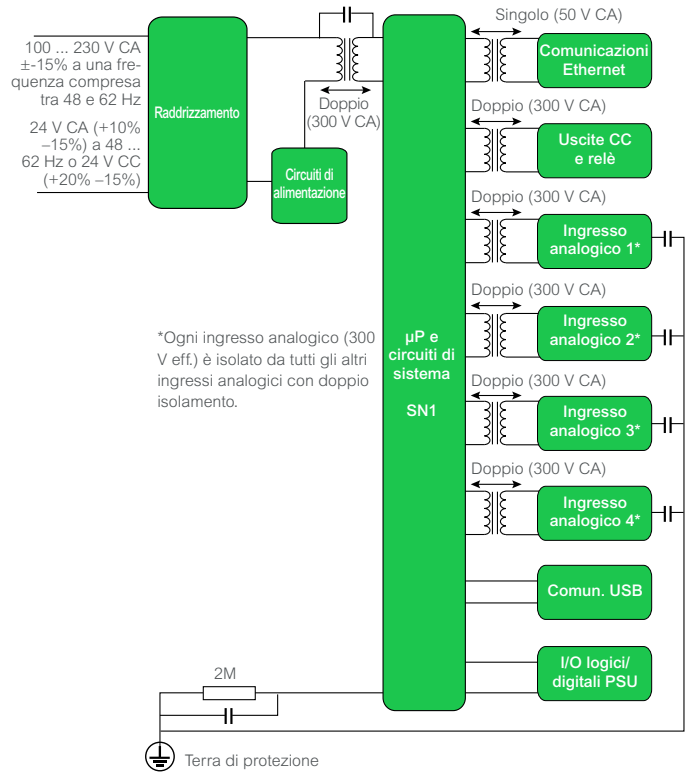 100 ... 230 V CA
±-15% a una fre-
quenza compresa
tra 48 e 62 Hz
24 V CA (+10%
–15%) a 48 ...
62 Hz o 24 V CC
(+20% –15%)
Raddrizzamento
Circuiti di
alimentazione
Doppio
(300 V CA)
*Ogni ingresso analogico (300
V eff.) è isolato da tutti gli altri
ingressi analogici con doppio
isolamento.
µP e
circuiti di
sistema
SN1
Singolo (50 V CA)
Comunicazioni
Ethernet
Doppio (300 V CA)
Uscite CC
e relè
Doppio (300 V CA)
Ingresso
analogico 1*
Doppio (300 V CA)
Ingresso
analogico 2*
Doppio (300 V CA)
Ingresso
analogico 3*
Doppio (300 V CA)
Ingresso
analogico 4*
Comun. USB
I/O logici/
digitali PSU
2M
Terra di protezione